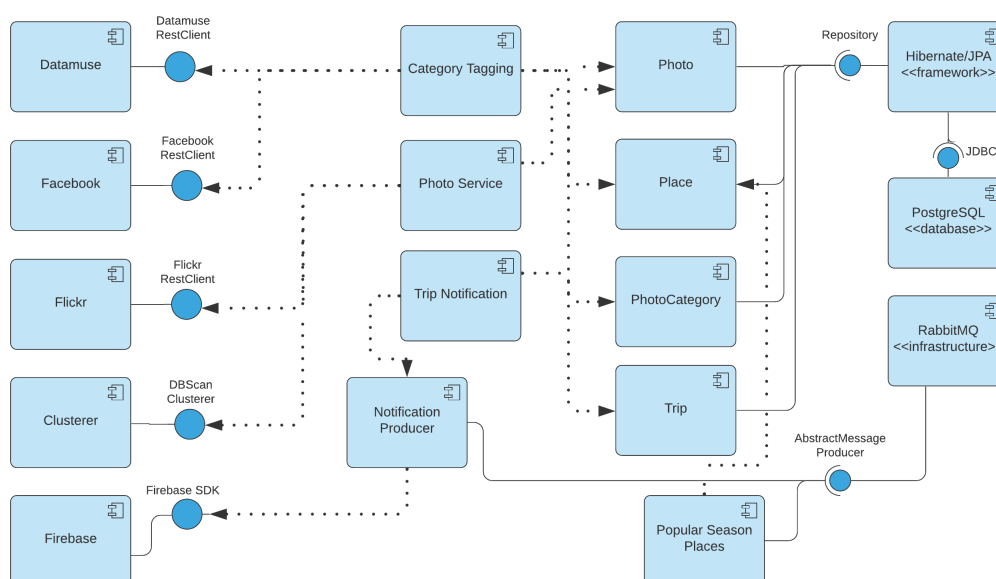 Datamuse
RestClient
Datamuse
Category Tagging
Photo
Repository
Hibernate/JPA
<<framework>>
Facebook
RestClient
JDBC
Facebook
Photo Service
Place
PostgreSQL
<<database>>
Flickr
RestClient
Flickr
Trip Notification
PhotoCategory
RabbitMQ
<<infrastructure>
DBScan
Clusterer
Clusterer
Notification
Producer
Trip
AbstractMessage
Producer
Firebase SDK
Firebase
Popular Season
Places